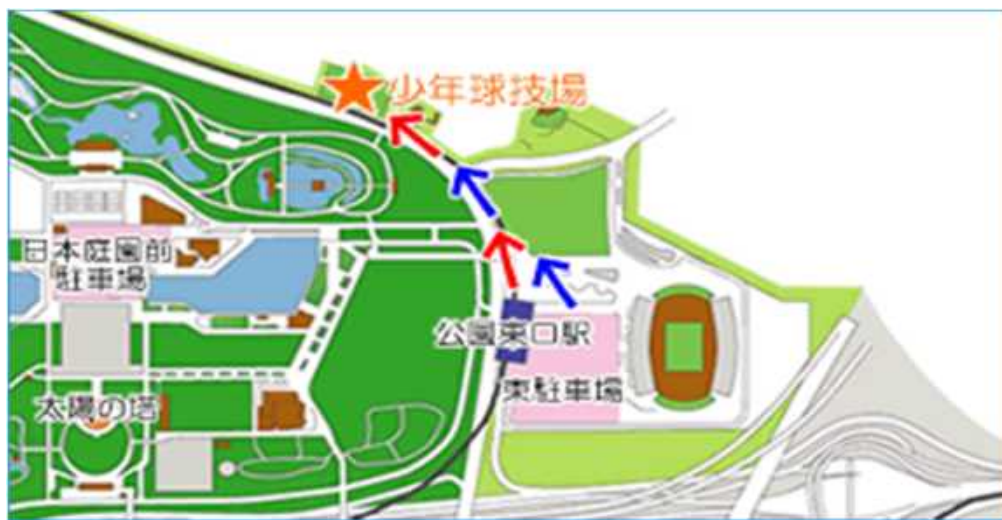 少年球技場
日本庭園前
駐車場
公園東口駅
東駐車場
太陽の塔